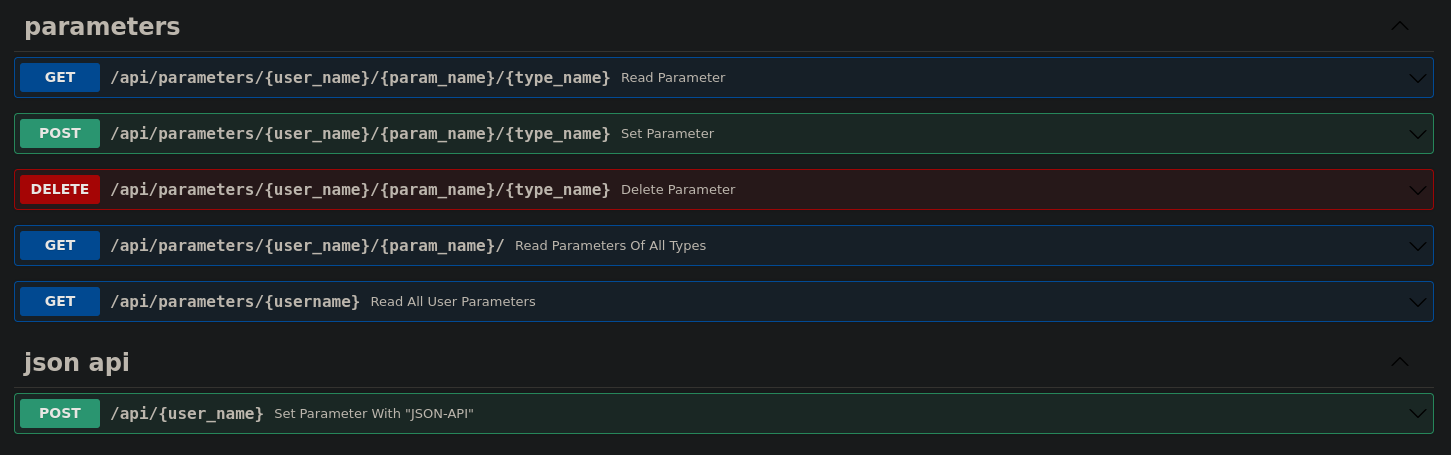 parameters
GET /api/parameters/{user_name}/{param_name}/{type_name} Read Parameter
POST /api/parameters/{user_name}/{param_name}/{type_name} Set Parameter
DELETE /api/parameters/{user_name}/{param_name}/{type_name} Delete Parameter
GET /api/parameters/{user_name}/{param_name}/ Read Parameters Of All Types
GET /api/parameters/{username} Read All User Parameters
json api
POST /api/{user_name} Set Parameter With "JSON-API"